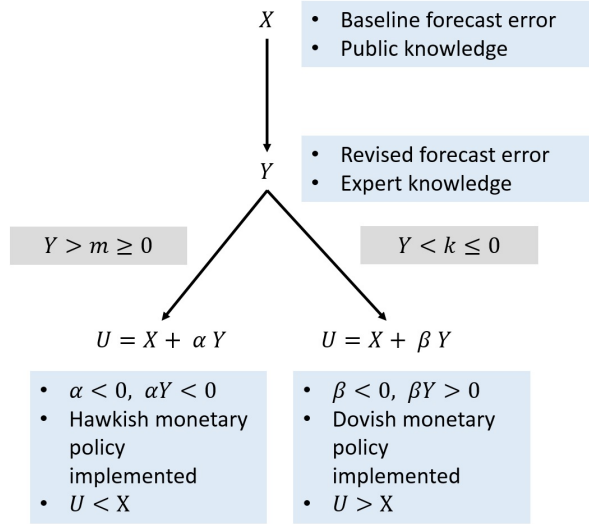 X
• Baseline forecast error
• Public knowledge
Y
• Revised forecast error
• Expert knowledge
Y > m ≥ 0
Y < k ≤ 0
U = X + α Y
U = X + β Y
• α < 0, αY < 0
• Hawkish monetary
policy
implemented
• U < X
• β < 0, βY > 0
• Dovish monetary
policy
implemented
• U > X